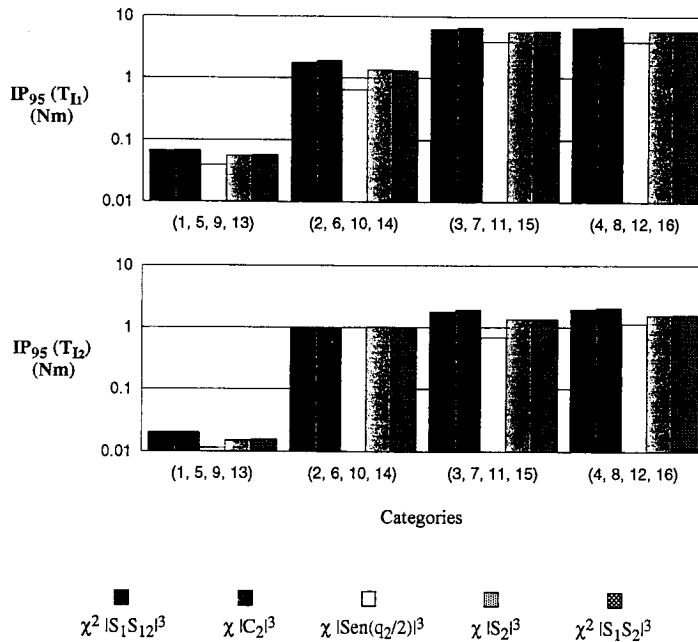 10
1
0.1
0.01
IP₉₅ (T_I₁)
(Nm)
(1, 5, 9, 13) (2, 6, 10, 14) (3, 7, 11, 15) (4, 8, 12, 16)
10
1
0.1
0.01
IP₉₅ (T_I₂)
(Nm)
(1, 5, 9, 13) (2, 6, 10, 14) (3, 7, 11, 15) (4, 8, 12, 16)
Categories
χ² |S₁S₁₂|³ χ |C₂|³ χ |Sen(q₂/2)|³ χ |S₂|³ χ² |S₁S₂|³